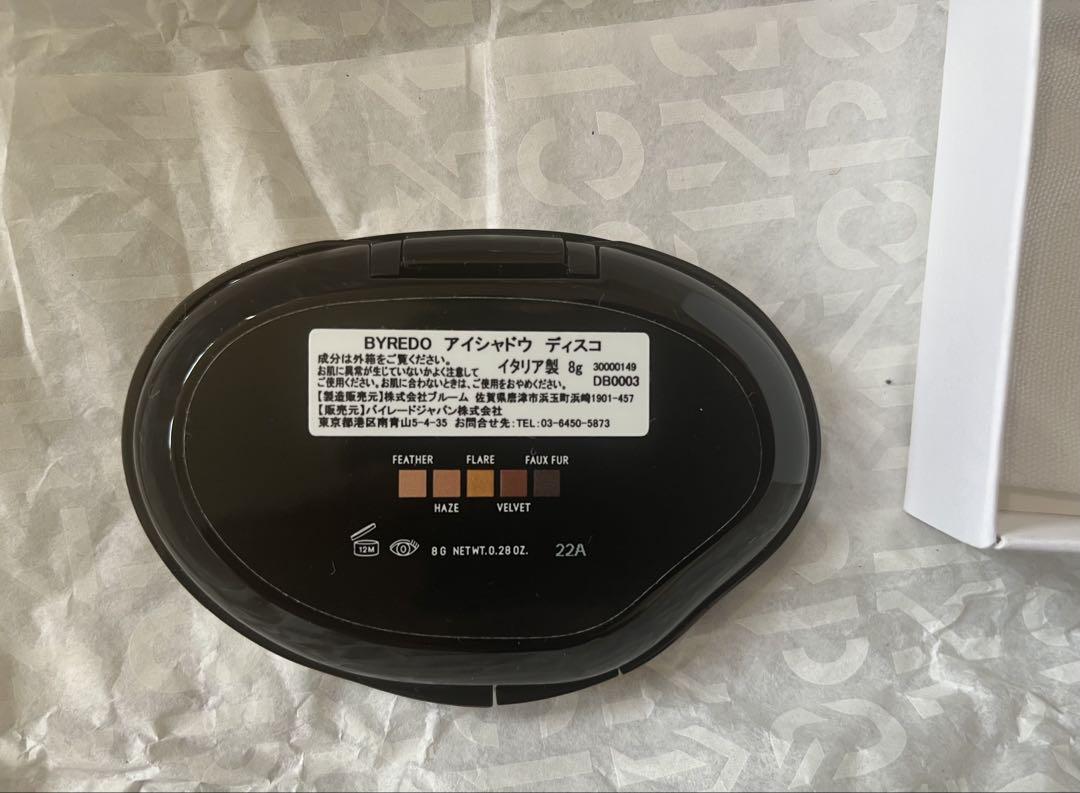 BYREDO アイシャドウ ディスコ
成分は外箱をご覧ください。
お肌に異常が生じていないかよく注意して イタリア製 8g 30000149
ご使用ください。お肌に合わないときは、ご使用をおやめください。 DB0003
【製造販売元】株式会社ブルーム 佐賀県唐津市浜玉町浜崎1901-457
【販売元】バイレードジャパン株式会社
東京都港区南青山5-4-35 お問合せ先:TEL:03-6450-5873
FEATHER FLARE FAUX FUR
HAZE VELVET
12M 8 G NETWT.0.28 OZ. 22A